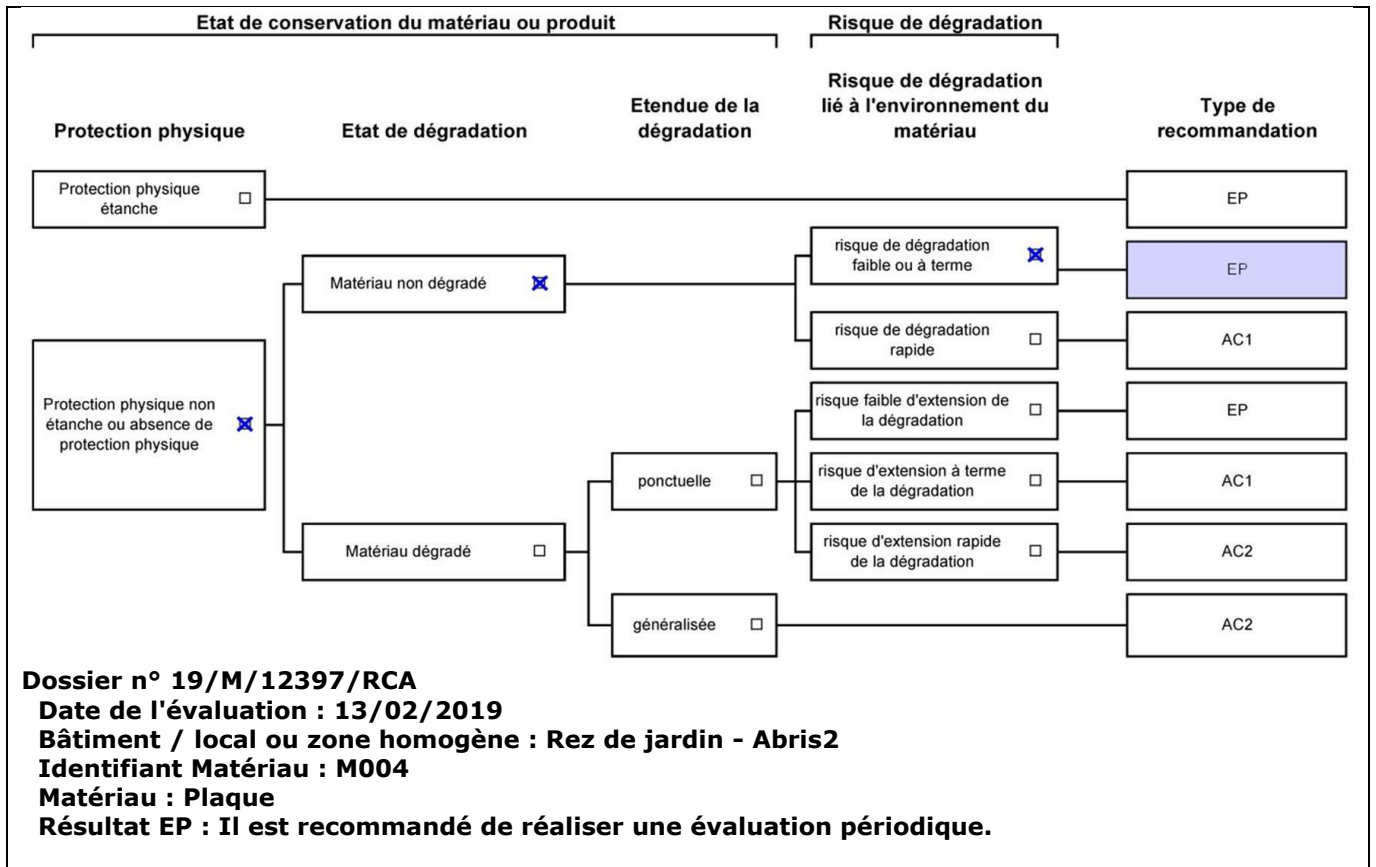 Etat de conservation du matériau ou produit
Risque de dégradation
Protection physique
Etat de dégradation
Etendue de la
dégradation
Risque de dégradation
lié à l'environnement du
matériau
Type de
recommandation
Protection physique
étanche
EP
risque de dégradation
faible ou à terme
EP
Matériau non dégradé
risque de dégradation
rapide
AC1
Protection physique non
étanche ou absence de
protection physique
risque faible d'extension de
la dégradation
EP
ponctuelle
risque d'extension à terme
de la dégradation
AC1
Matériau dégradé
risque d'extension rapide
de la dégradation
AC2
généralisée
AC2
Dossier n° 19/M/12397/RCA
Date de l'évaluation : 13/02/2019
Bâtiment / local ou zone homogène : Rez de jardin - Abris2
Identifiant Matériau : M004
Matériau : Plaque
Résultat EP : Il est recommandé de réaliser une évaluation périodique.